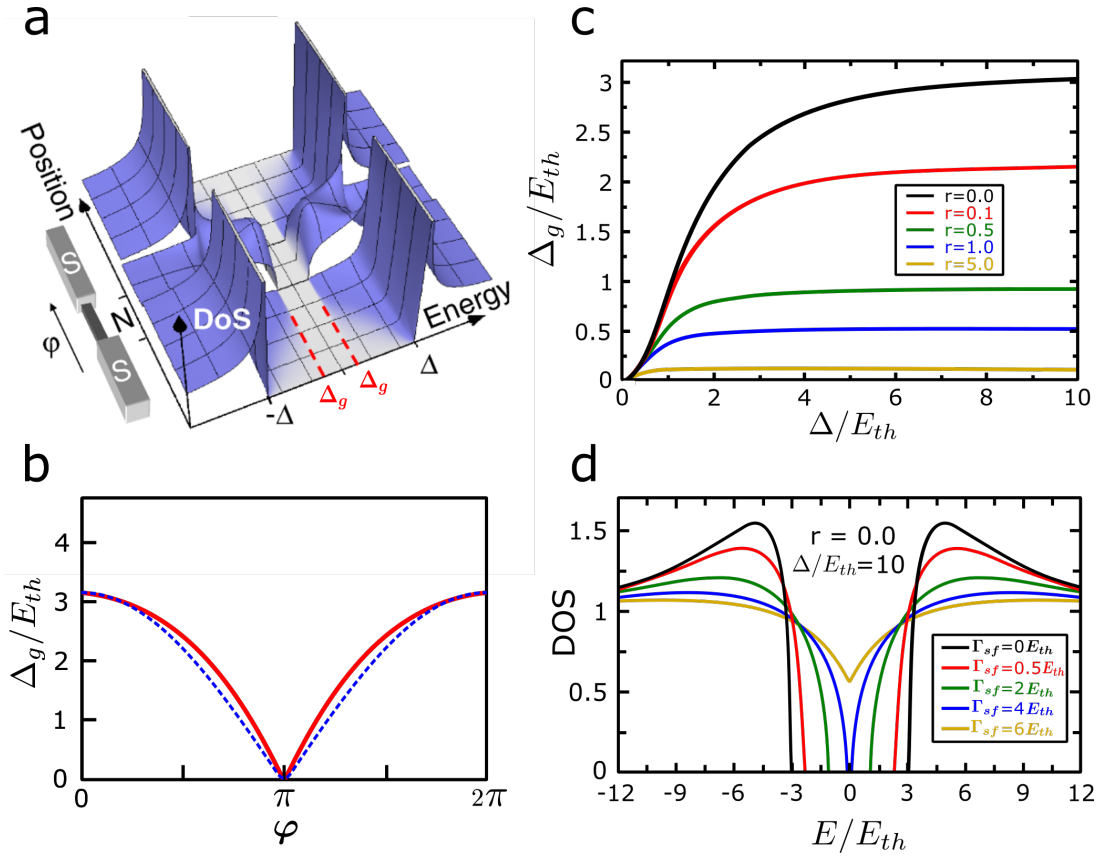 a
Position
S
N
S
φ
DoS
Energy
-Δ
Δg
Δg
Δ
b
Δg/Eth
4
3
2
1
0
0
π
2π
φ
c
Δg/Eth
3
2.5
2
1.5
1
0.5
0
r=0.0
r=0.1
r=0.5
r=1.0
r=5.0
0
2
4
6
8
10
Δ/Eth
d
DOS
1.5
1
0.5
0
r = 0.0
Δ/Eth=10
Γsf=0Eth
Γsf=0.5Eth
Γsf=2Eth
Γsf=4Eth
Γsf=6Eth
-12
-9
-6
-3
0
3
6
9
12
E/Eth